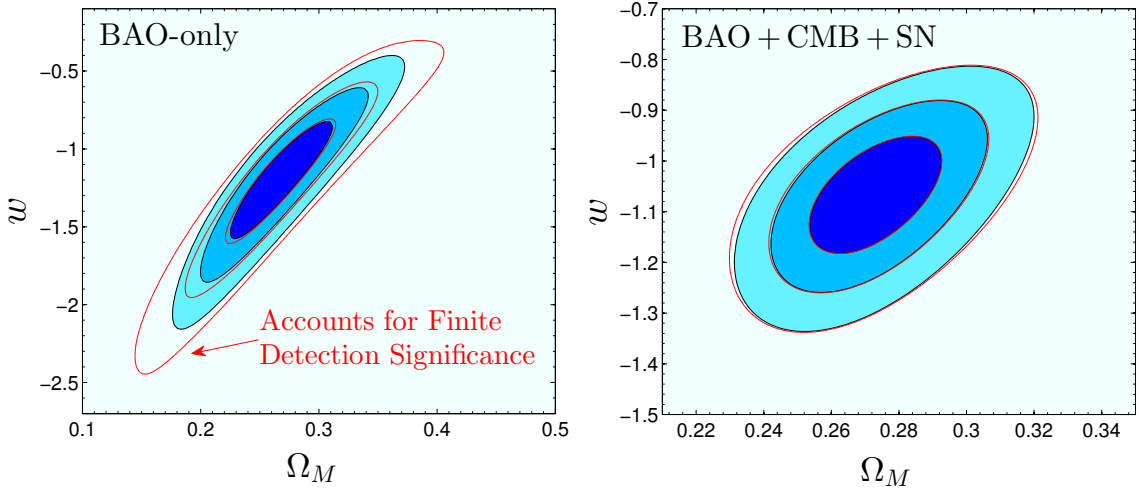 BAO-only
−0.5
−1
−1.5
−2
−2.5
w
Accounts for Finite
Detection Significance
0.1 0.2 0.3 0.4 0.5
Ω_M
BAO + CMB + SN
−0.7
−0.8
−0.9
−1
−1.1
−1.2
−1.3
−1.4
−1.5
w
0.22 0.24 0.26 0.28 0.3 0.32 0.34
Ω_M